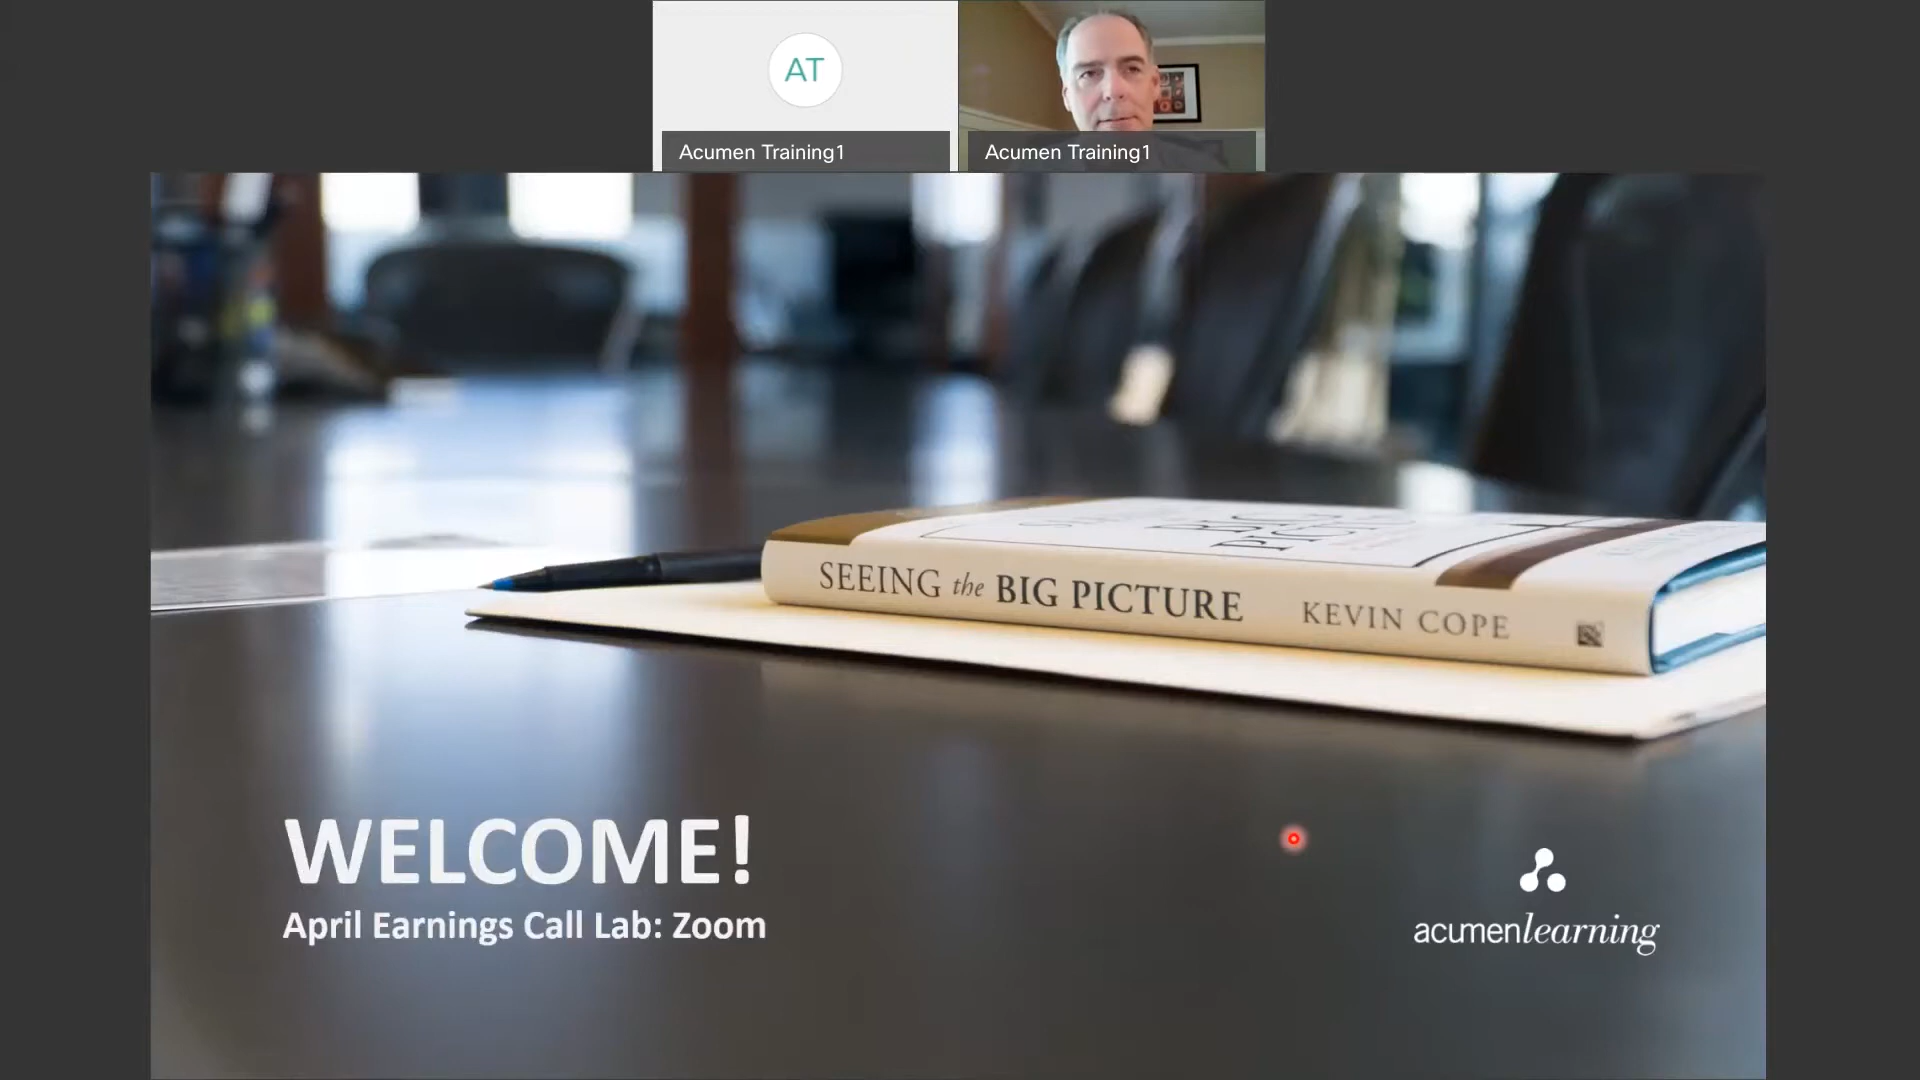 AT
Acumen Training1
Acumen Training1
SEEING the BIG PICTURE KEVIN COPE
WELCOME!
April Earnings Call Lab: Zoom
acumenlearning